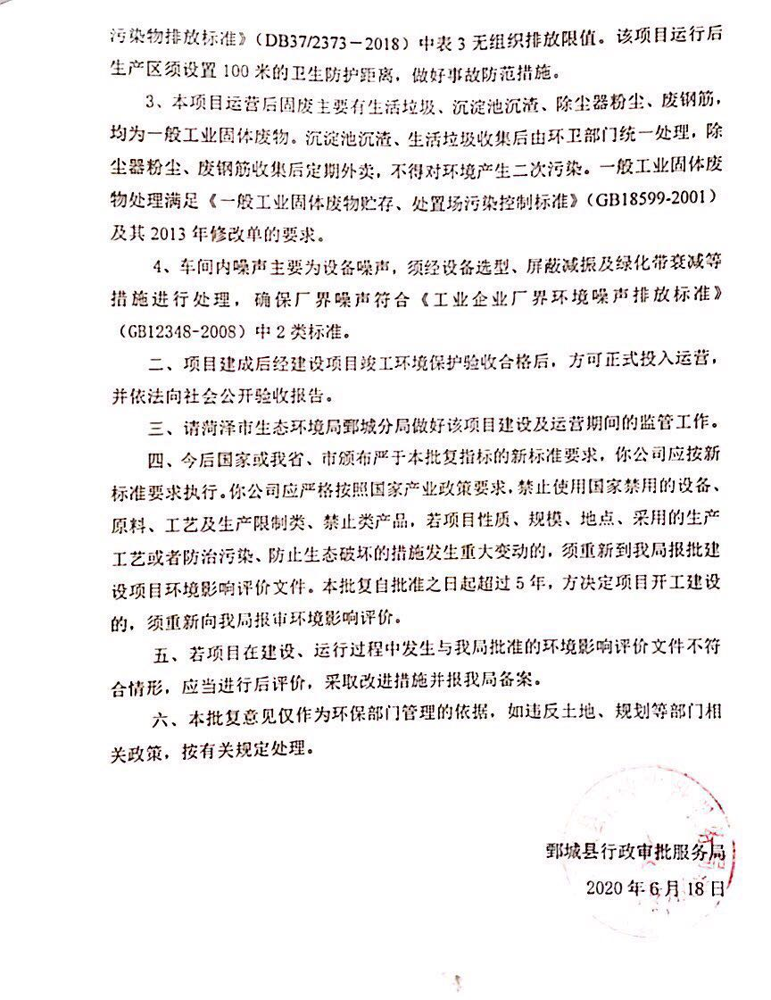 污染物排放标准》（DB37/2373－2018）中表 3 无组织排放限值。该项目运行后
生产区须设置 100 米的卫生防护距离，做好事故防范措施。
3、本项目运营后固废主要有生活垃圾、沉淀池沉渣、除尘器粉尘、废钢筋，
均为一般工业固体废物。沉淀池沉渣、生活垃圾收集后由环卫部门统一处理，除
尘器粉尘、废钢筋收集后定期外卖，不得对环境产生二次污染。一般工业固体废
物处理满足《一般工业固体废物贮存、处置场污染控制标准》（GB18599-2001）
及其 2013 年修改单的要求。
4、车间内噪声主要为设备噪声，须经设备选型、屏蔽减振及绿化带衰减等
措施进行处理，确保厂界噪声符合《工业企业厂界环境噪声排放标准》
（GB12348-2008）中 2 类标准。
二、项目建成后经建设项目竣工环境保护验收合格后，方可正式投入运营，
并依法向社会公开验收报告。
三、请菏泽市生态环境局鄄城分局做好该项目建设及运营期间的监管工作。
四、今后国家或我省、市颁布严于本批复指标的新标准要求，你公司应按新
标准要求执行。你公司应严格按照国家产业政策要求，禁止使用国家禁用的设备、
原料、工艺及生产限制类、禁止类产品，若项目性质、规模、地点、采用的生产
工艺或者防治污染、防止生态破坏的措施发生重大变动的，须重新到我局报批建
设项目环境影响评价文件。本批复自批准之日起超过 5 年，方决定项目开工建设
的，须重新向我局报审环境影响评价。
五、若项目在建设、运行过程中发生与我局批准的环境影响评价文件不符
合情形，应当进行后评价，采取改进措施并报我局备案。
六、本批复意见仅作为环保部门管理的依据，如违反土地、规划等部门相
关政策，按有关规定处理。
鄄城县行政审批服务局
2020 年 6 月 18 日